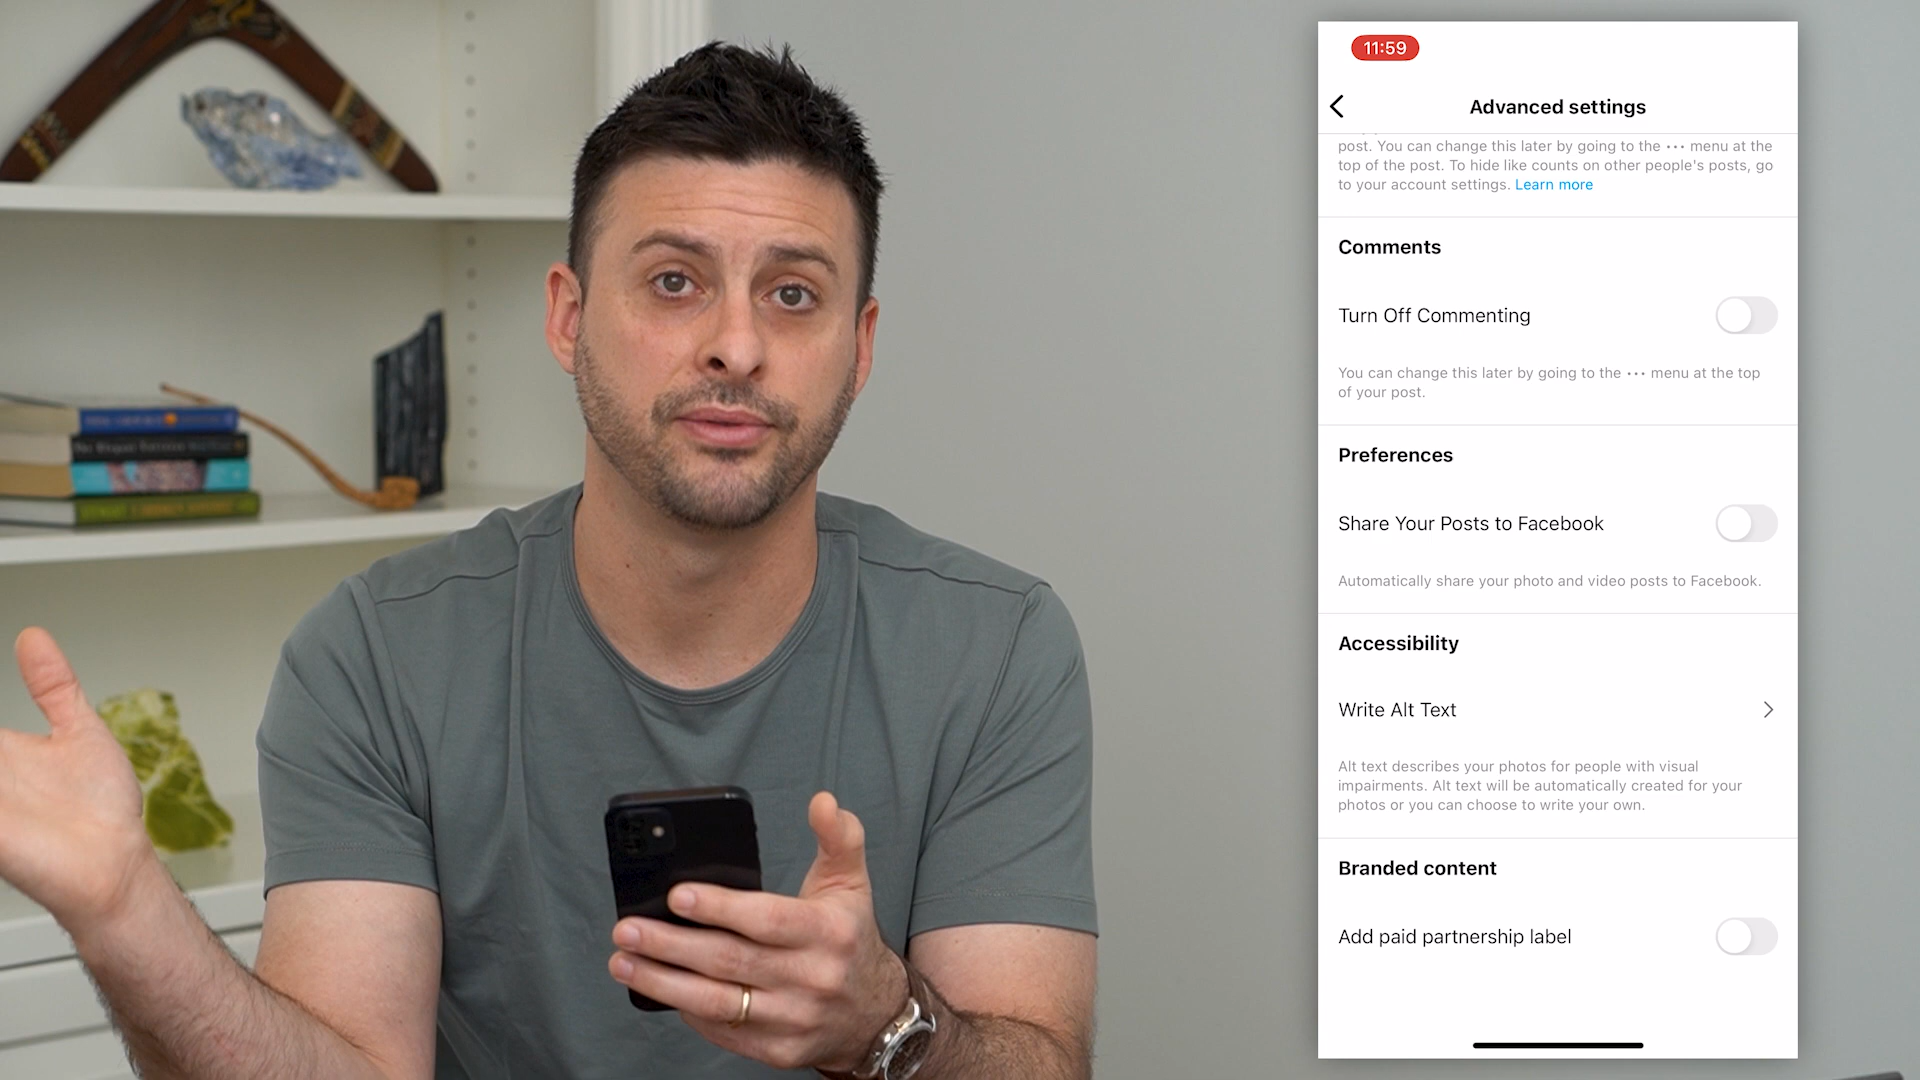 11:59
Advanced settings
post. You can change this later by going to the ••• menu at the
top of the post. To hide like counts on other people's posts, go
to your account settings. Learn more
Comments
Turn Off Commenting
You can change this later by going to the ••• menu at the top
of your post.
Preferences
Share Your Posts to Facebook
Automatically share your photo and video posts to Facebook.
Accessibility
Write Alt Text
Alt text describes your photos for people with visual
impairments. Alt text will be automatically created for your
photos or you can choose to write your own.
Branded content
Add paid partnership label